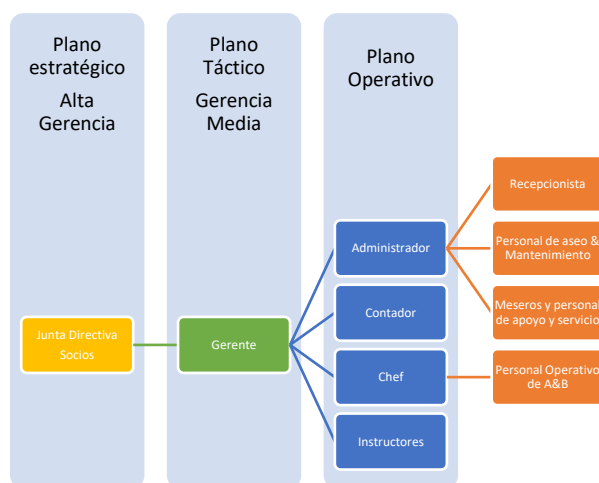 Plano
estratégico
Alta
Gerencia
Plano
Táctico
Gerencia
Media
Plano
Operativo
Junta Directiva
Socios
Gerente
Administrador
Contador
Chef
Instructores
Recepcionista
Personal de aseo &
Mantenimiento
Meseros y personal
de apoyo y servicio
Personal Operativo
de A&B